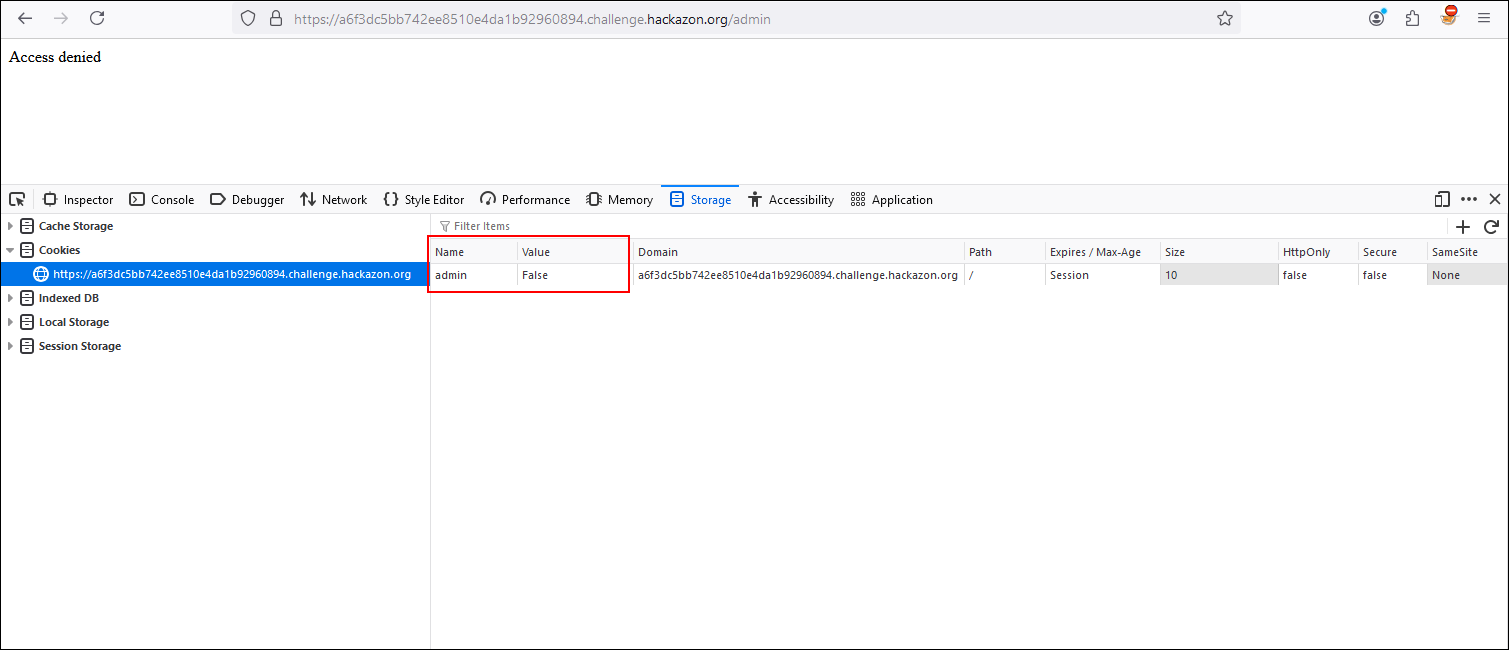 https://a6f3dc5bb742ee8510e4da1b92960894.challenge.hackazon.org/admin
Access denied
Inspector Console Debugger Network Style Editor Performance Memory Storage Accessibility Application
Cache Storage
Filter Items
Cookies
Name Value Domain Path Expires / Max-Age Size HttpOnly Secure SameSite
https://a6f3dc5bb742ee8510e4da1b92960894.challenge.hackazon.org
admin False a6f3dc5bb742ee8510e4da1b92960894.challenge.hackazon.org / Session 10 false false None
Indexed DB
Local Storage
Session Storage